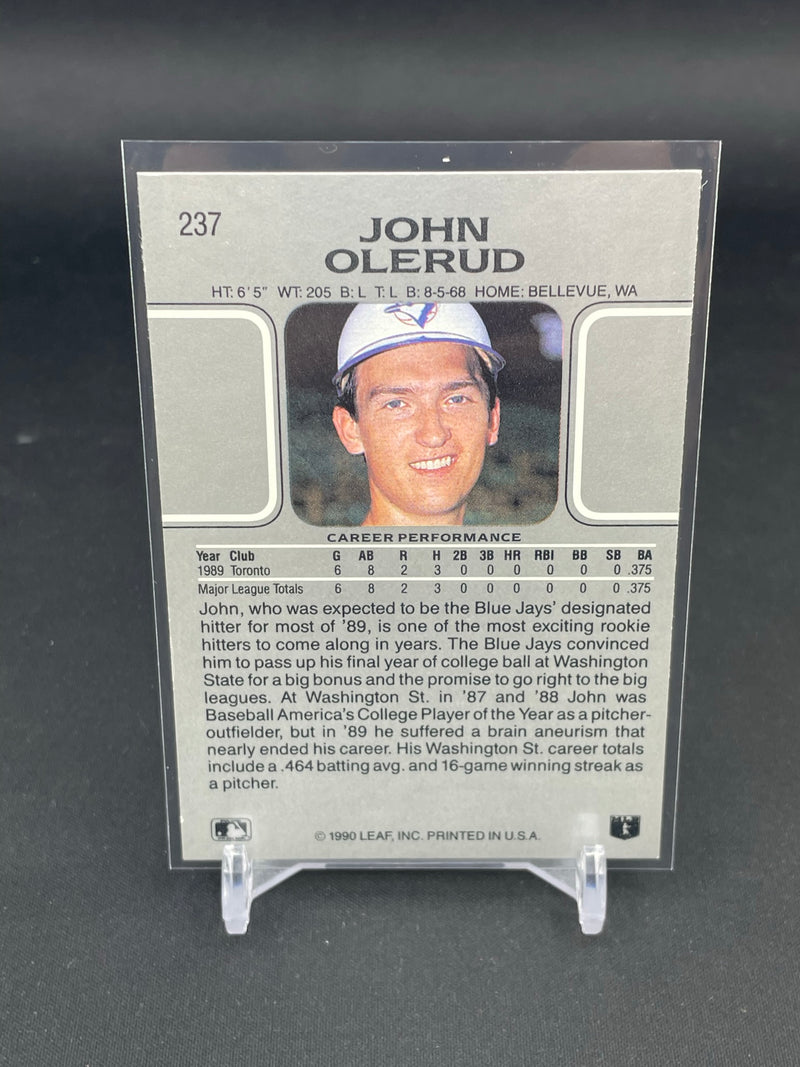 237
JOHN
OLERUD
HT: 6'5" WT: 205 B: L T: L B: 8-5-68 HOME: BELLEVUE, WA
CAREER PERFORMANCE
Year Club G AB R H 2B 3B HR RBI BB SB BA
1989 Toronto 6 8 2 3 0 0 0 0 0 0 .375
Major League Totals 6 8 2 3 0 0 0 0 0 0 .375
John, who was expected to be the Blue Jays' designated
hitter for most of '89, is one of the most exciting rookie
hitters to come along in years. The Blue Jays convinced
him to pass up his final year of college ball at Washington
State for a big bonus and the promise to go right to the big
leagues. At Washington St. in '87 and '88 John was
Baseball America's College Player of the Year as a pitcher-
outfielder, but in '89 he suffered a brain aneurism that
nearly ended his career. His Washington St. career totals
include a .464 batting avg. and 16-game winning streak as
a pitcher.
© 1990 LEAF, INC. PRINTED IN U.S.A.